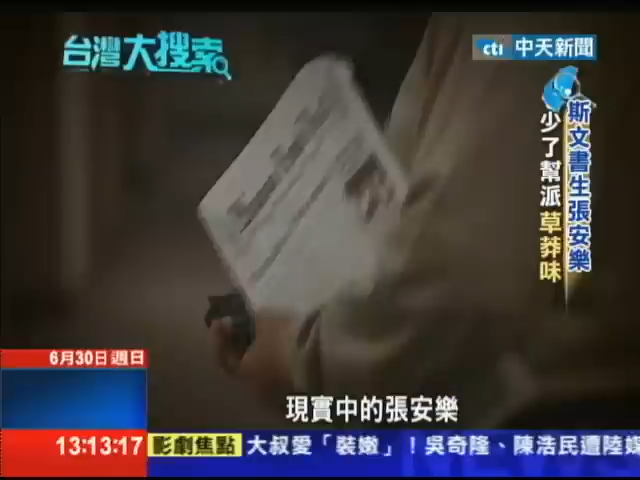 台灣大搜索
cti 中天新聞
斯文書生張安樂
少了幫派草莽味
6月30日 週日
現實中的張安樂
13:13:17
影劇焦點 大叔愛「裝嫩」！吳奇隆、陳浩民遭陸媒